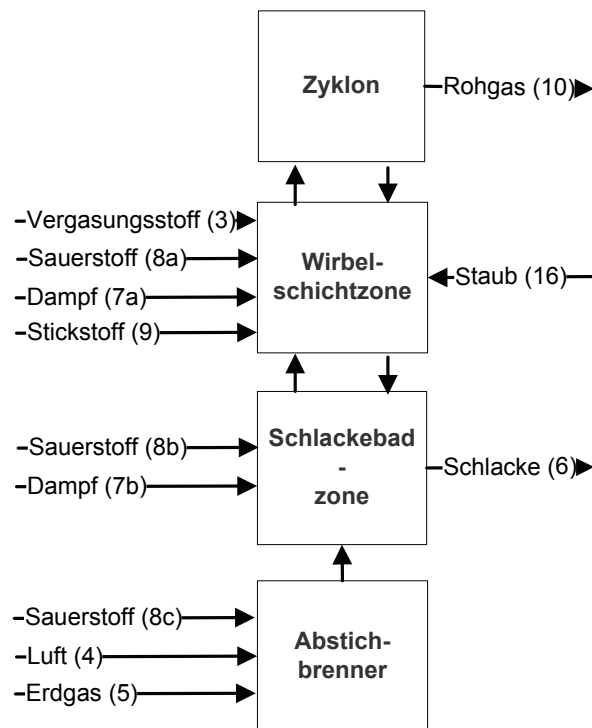 Zyklon
Rohgas (10)
Vergasungsstoff (3)
Sauerstoff (8a)
Dampf (7a)
Stickstoff (9)
Wirbel-
schichtzone
Staub (16)
Sauerstoff (8b)
Dampf (7b)
Schlackebad
-
zone
Schlacke (6)
Sauerstoff (8c)
Luft (4)
Erdgas (5)
Abstich-
brenner